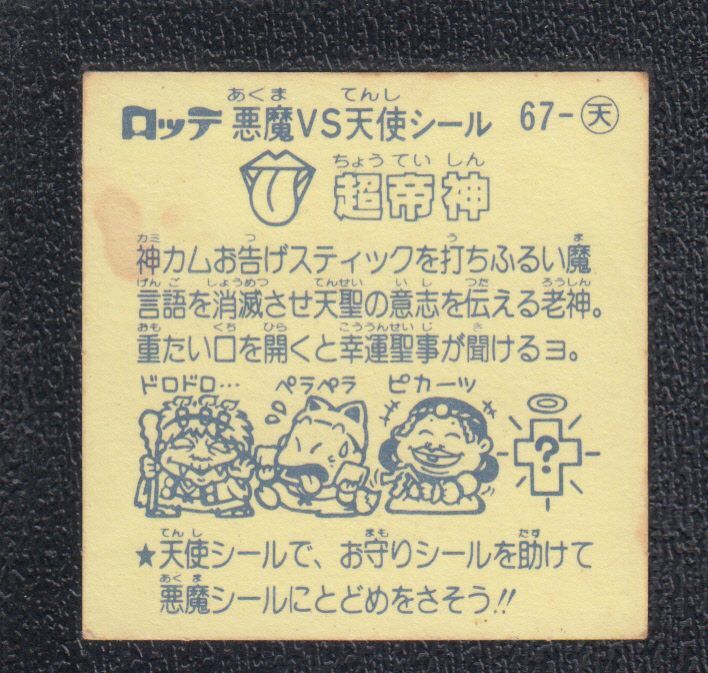 ロッテ 悪魔VS天使シール 67-天
あくま てんし
超帝神
ちょうていしん
神カムお告げスティックを打ちふるい魔
カミ つ う ま
言語を消滅させ天聖の意志を伝える老神。
げんご しょうめつ てんせい いし つた ろうしん
重たい口を開くと幸運聖事が聞けるヨ。
おも くち ひら こううんせいじ き
ドロドロ… ペラペラ ピカーッ
?
★天使シールで、お守りシールを助けて
てんし まも たす
悪魔シールにとどめをさそう!!
あくま